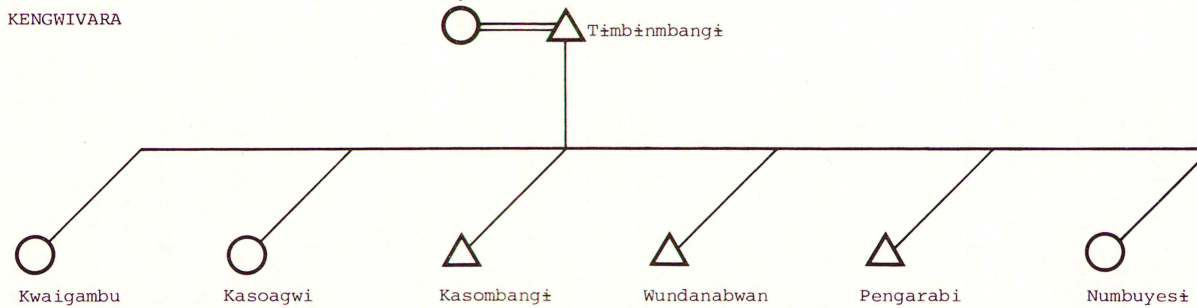 KENGWIVARA
Tɨmbɨnmbangɨ
Kwaigambu Kasoagwi Kasombangɨ Wundanabwan Pengarabi Numbuyesɨ